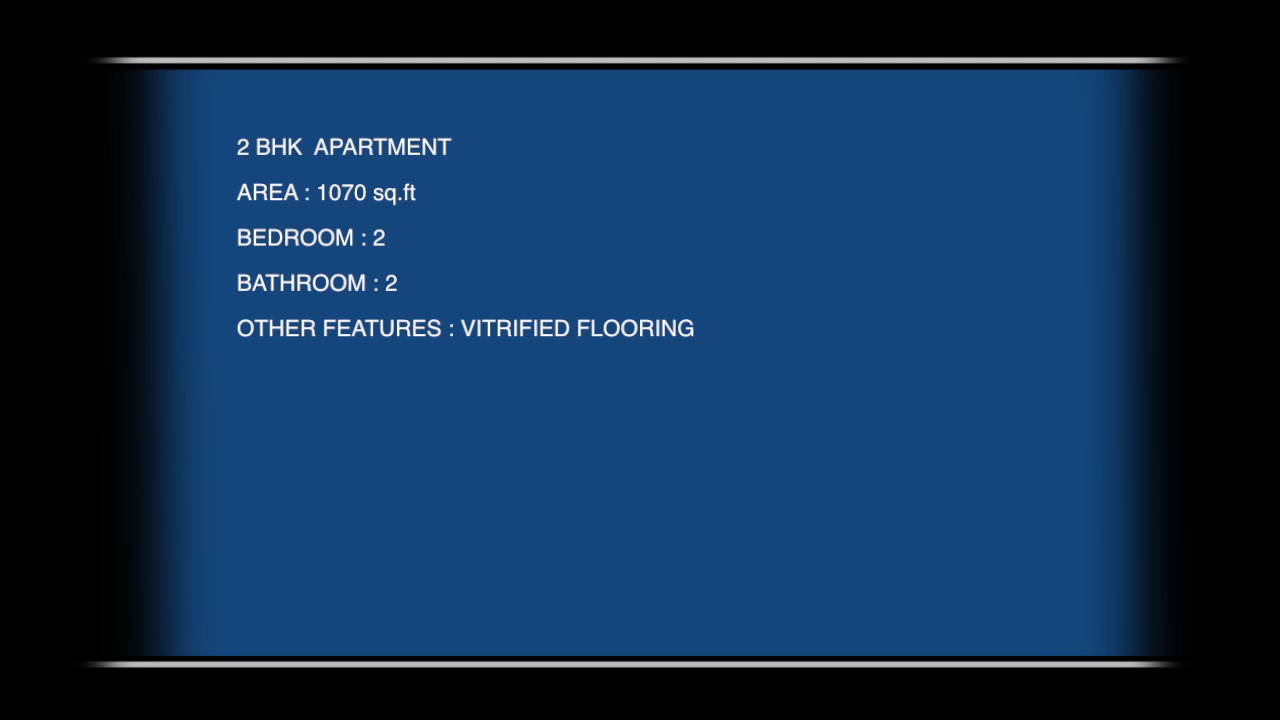 2 BHK  APARTMENT
AREA : 1070 sq.ft
BEDROOM : 2
BATHROOM : 2
OTHER FEATURES : VITRIFIED FLOORING